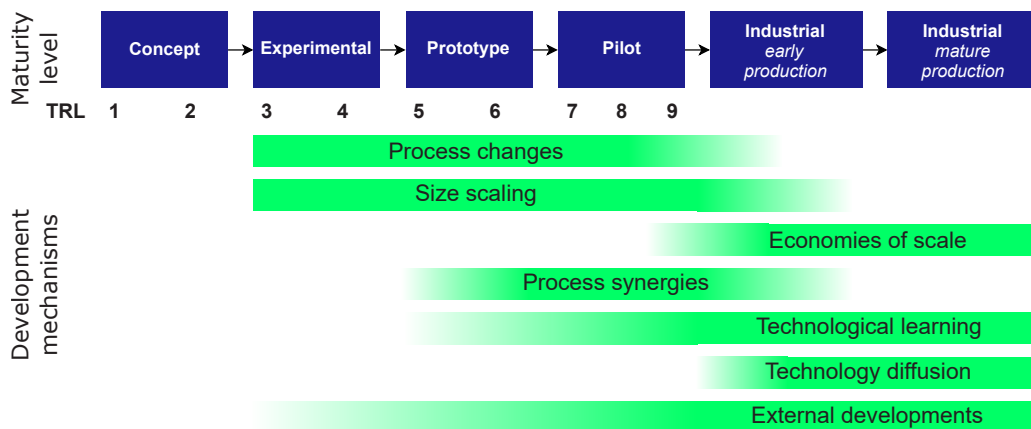 Maturity
level
Concept
Experimental
Prototype
Pilot
Industrial
early
production
Industrial
mature
production
TRL 1 2 3 4 5 6 7 8 9
Development
mechanisms
Process changes
Size scaling
Economies of scale
Process synergies
Technological learning
Technology diffusion
External developments